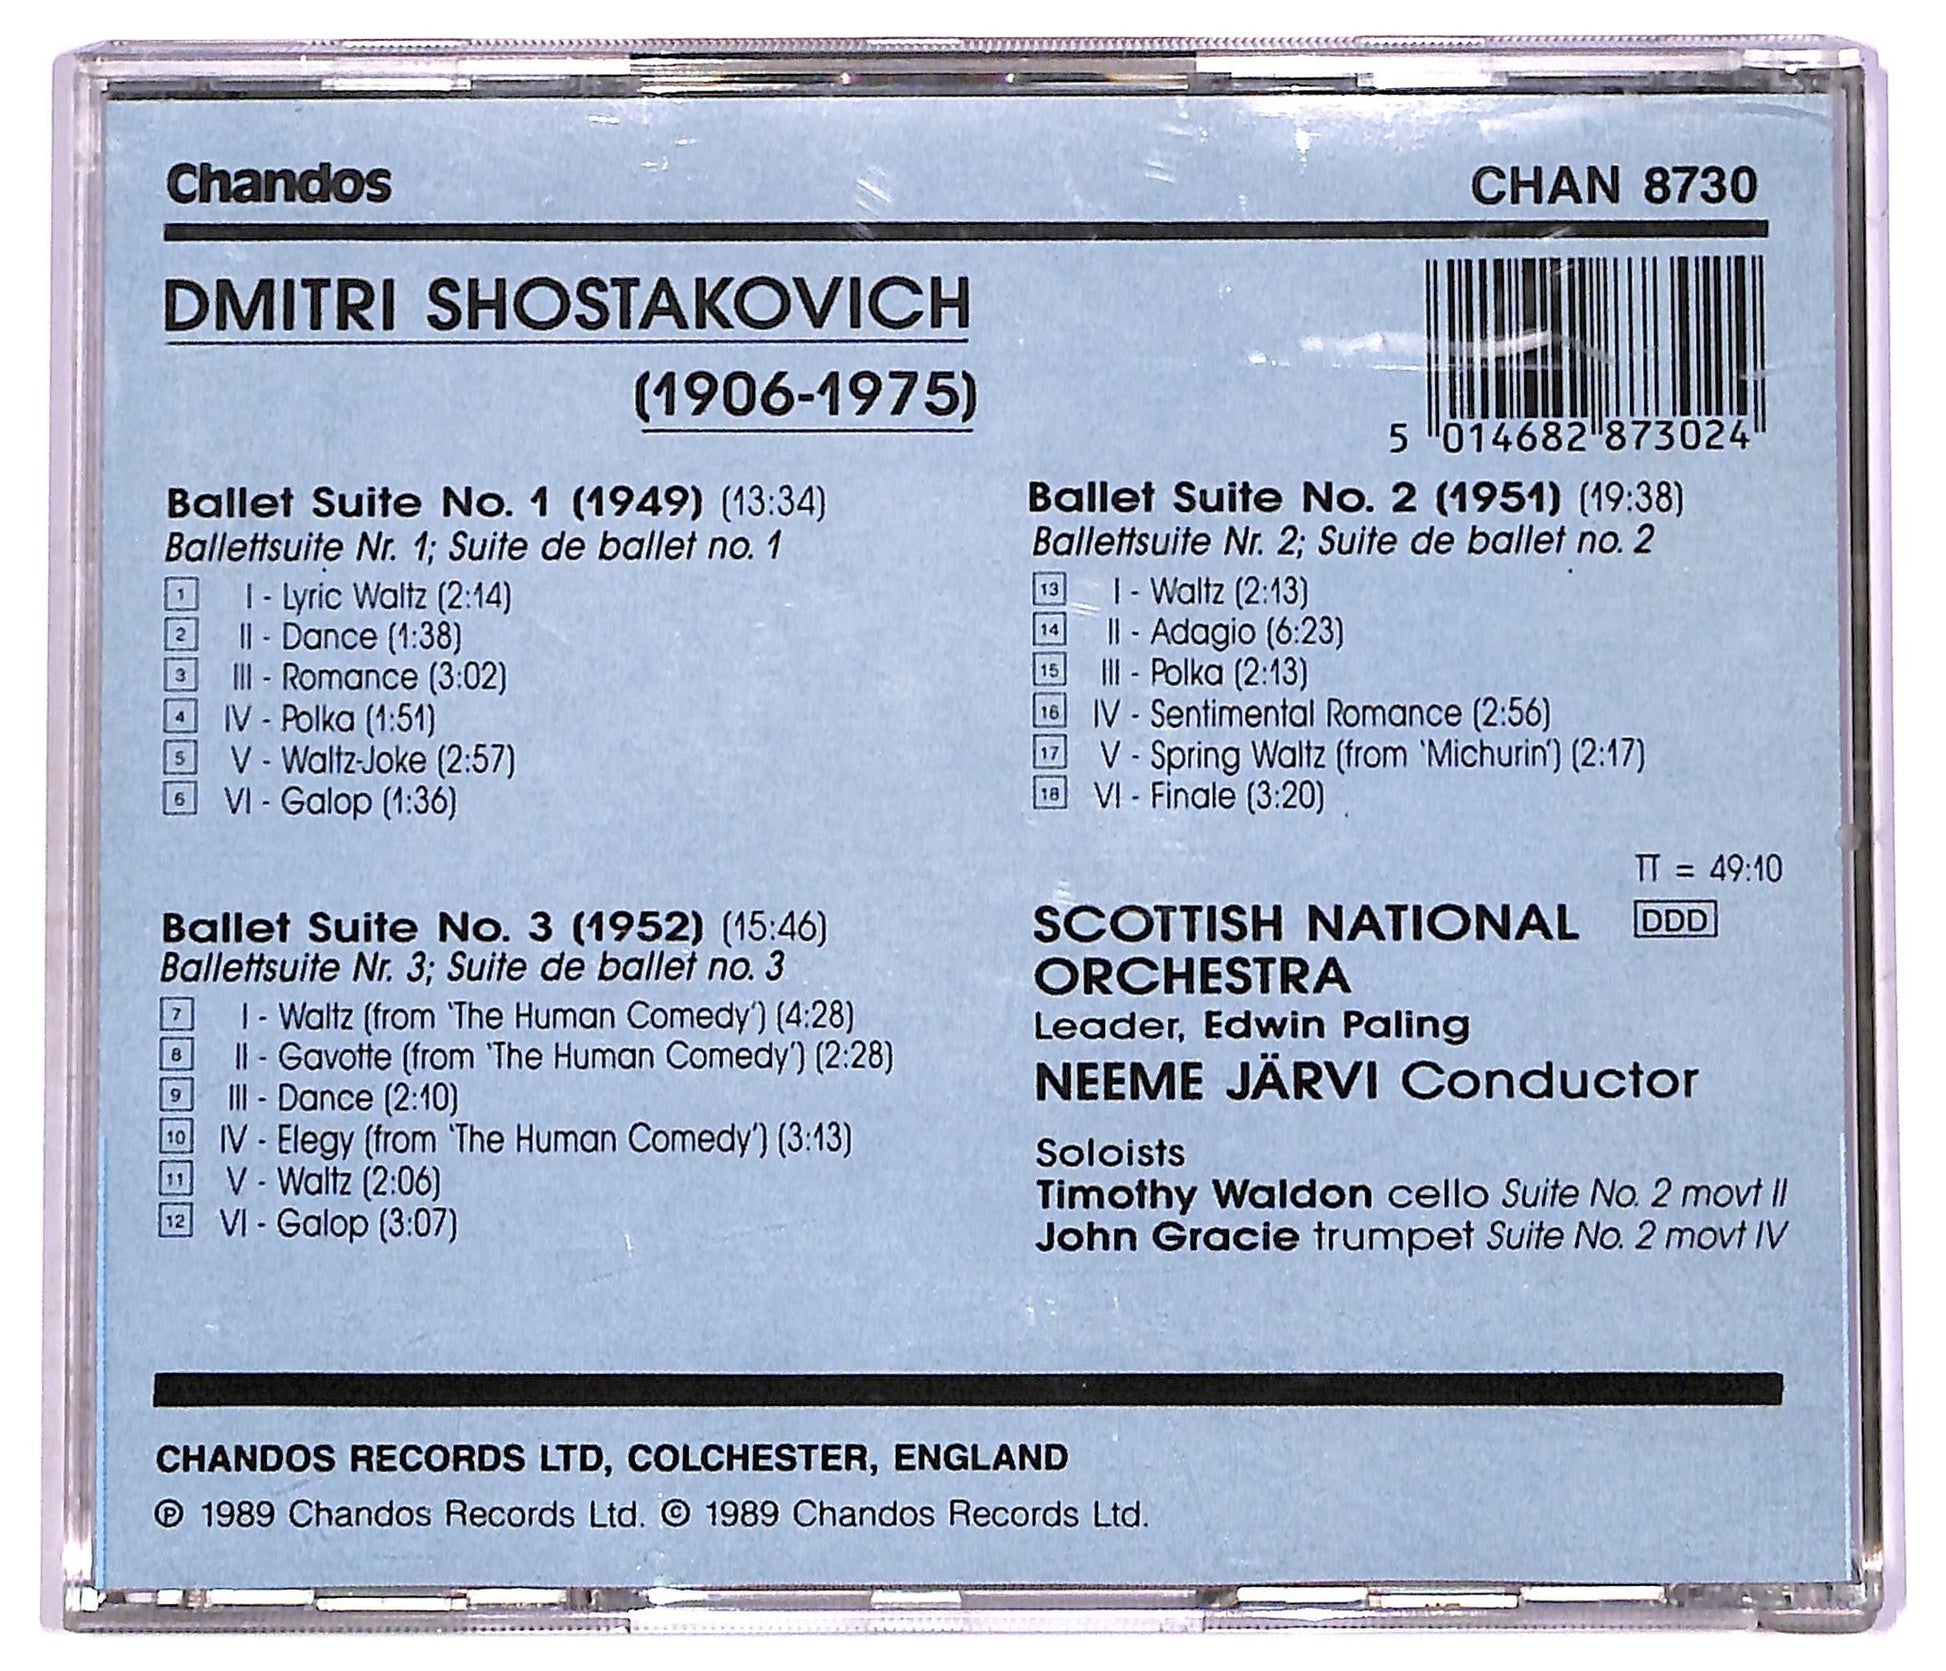 Chandos
CHAN 8730
DMITRI SHOSTAKOVICH
(1906-1975)
5 014682 873024
Ballet Suite No. 1 (1949) (13:34)
Ballettsuite Nr. 1; Suite de ballet no. 1
1 I - Lyric Waltz (2:14)
2 II - Dance (1:38)
3 III - Romance (3:02)
4 IV - Polka (1:51)
5 V - Waltz-Joke (2:57)
6 VI - Galop (1:36)
Ballet Suite No. 3 (1952) (15:46)
Ballettsuite Nr. 3; Suite de ballet no. 3
7 I - Waltz (from 'The Human Comedy') (4:28)
8 II - Gavotte (from 'The Human Comedy') (2:28)
9 III - Dance (2:10)
10 IV - Elegy (from 'The Human Comedy') (3:13)
11 V - Waltz (2:06)
12 VI - Galop (3:07)
Ballet Suite No. 2 (1951) (19:38)
Ballettsuite Nr. 2; Suite de ballet no. 2
13 I - Waltz (2:13)
14 II - Adagio (6:23)
15 III - Polka (2:13)
16 IV - Sentimental Romance (2:56)
17 V - Spring Waltz (from 'Michurin') (2:17)
18 VI - Finale (3:20)
TT = 49:10
SCOTTISH NATIONAL DDD
ORCHESTRA
Leader, Edwin Paling
NEEME JÄRVI Conductor
Soloists
Timothy Waldon cello Suite No. 2 movt II
John Gracie trumpet Suite No. 2 movt IV
CHANDOS RECORDS LTD, COLCHESTER, ENGLAND
℗ 1989 Chandos Records Ltd. © 1989 Chandos Records Ltd.